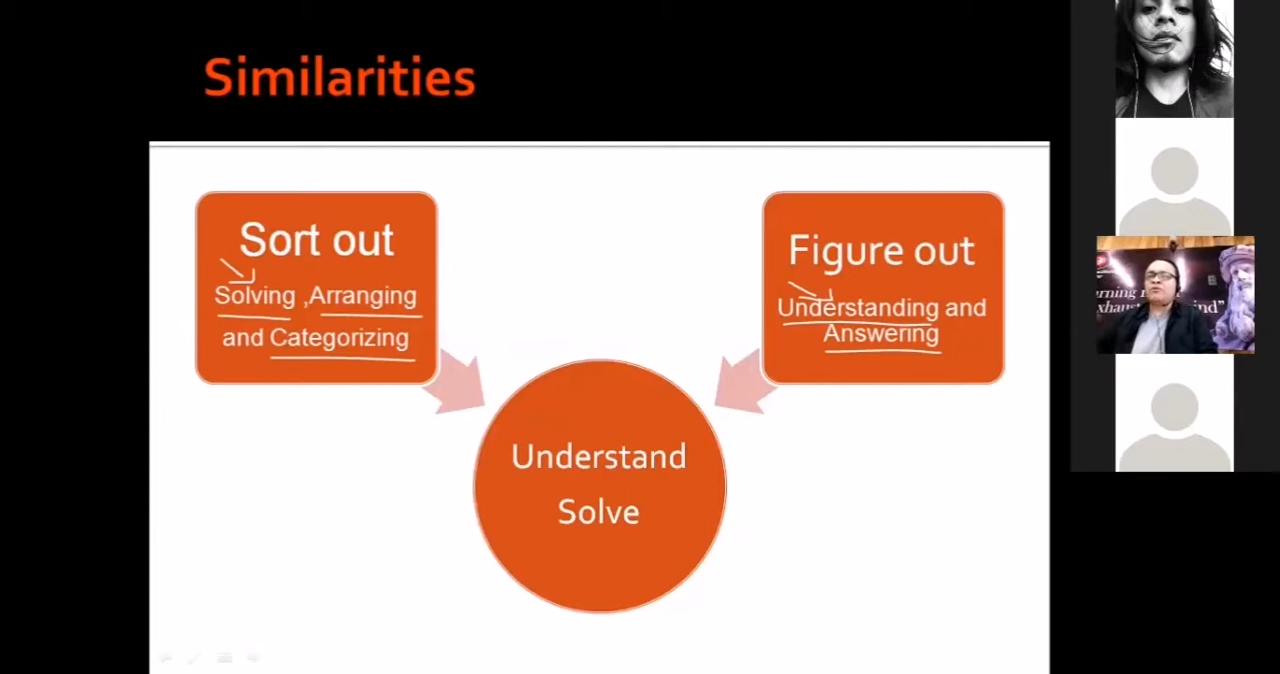 Similarities
Sort out
Solving ,Arranging
and Categorizing
Figure out
Understanding and
Answering
Understand
Solve